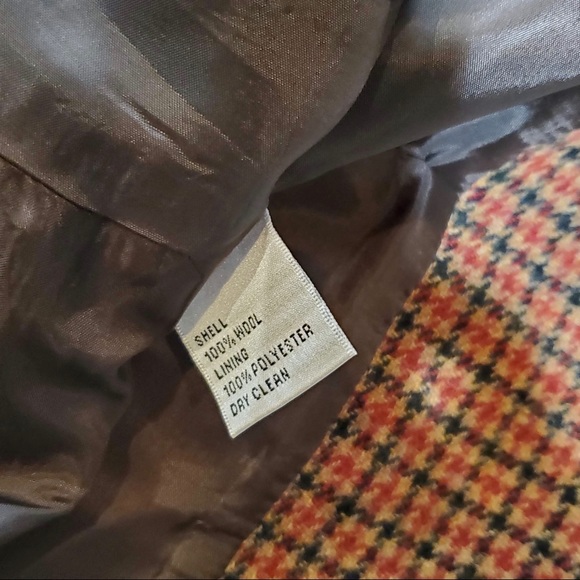 SHELL
100% WOOL
LINING
100% POLYESTER
DRY CLEAN